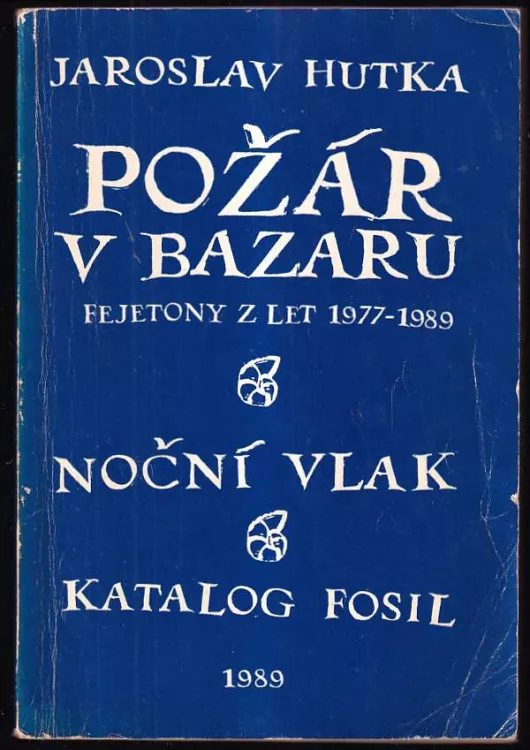 JAROSLAV HUTKA
POŽÁR
V BAZARU
FEJETONY Z LET 1977-1989
NOČNÍ VLAK
KATALOG FOSIL
1989